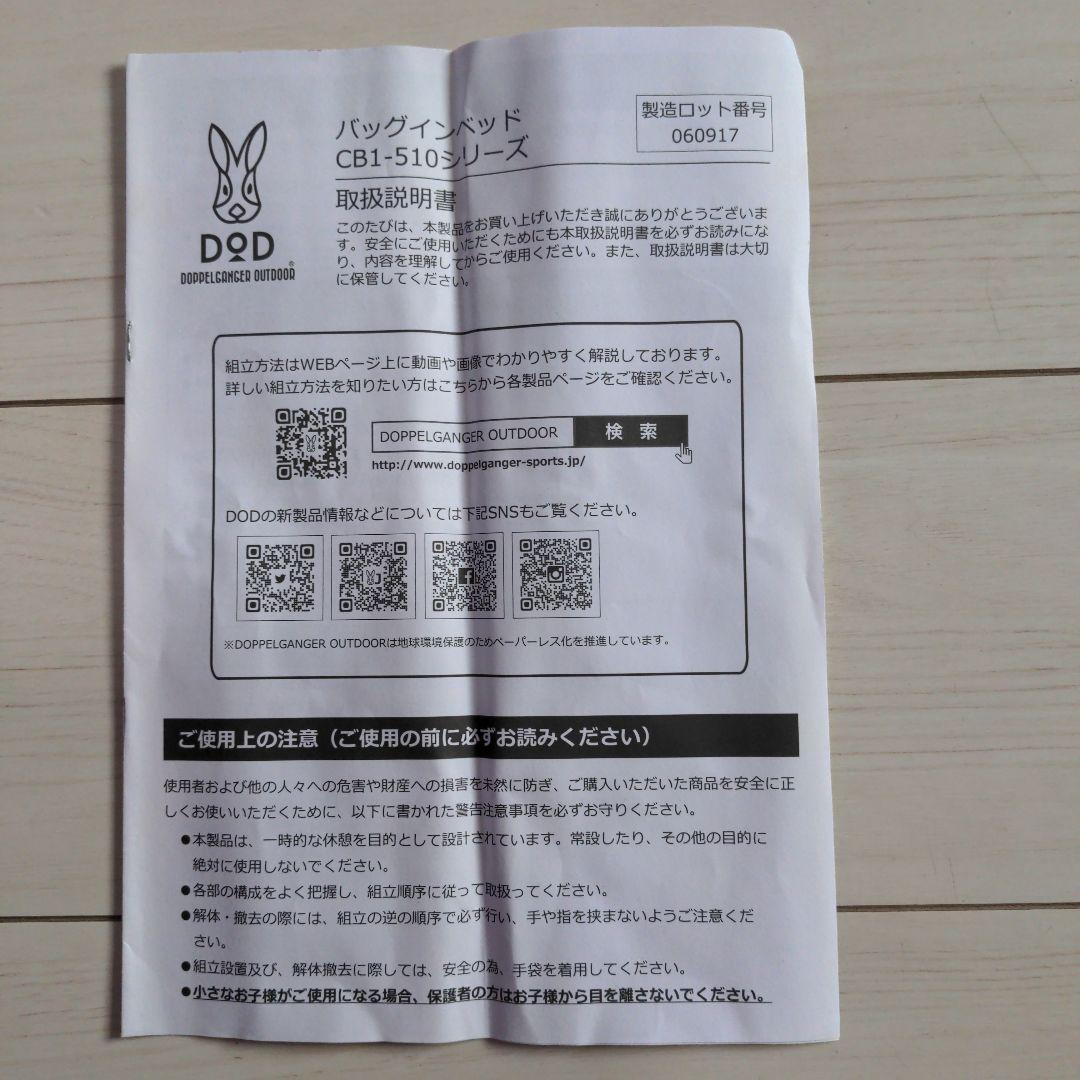 バッグインベッド
CB1-510シリーズ
製造ロット番号
060917
取扱説明書
このたびは、本製品をお買い上げいただき誠にありがとうございま
す。安全にご使用いただくためにも本取扱説明書を必ずお読みにな
り、内容を理解してからご使用ください。また、取扱説明書は大切
に保管してください。
DOD
DOPPELGANGER OUTDOOR®
組立方法はWEBページ上に動画や画像でわかりやすく解説しております。
詳しい組立方法を知りたい方はこちらから各製品ページをご確認ください。
DOPPELGANGER OUTDOOR 検 索
http://www.doppelganger-sports.jp/
DODの新製品情報などについては下記SNSもご覧ください。
※DOPPELGANGER OUTDOORは地球環境保護のためペーパーレス化を推進しています。
ご使用上の注意（ご使用の前に必ずお読みください）
使用者および他の人々への危害や財産への損害を未然に防ぎ、ご購入いただいた商品を安全に正
しくお使いいただくために、以下に書かれた警告注意事項を必ずお守りください。
●本製品は、一時的な休憩を目的として設計されています。常設したり、その他の目的に
絶対に使用しないでください。
●各部の構成をよく把握し、組立順序に従って取扱ってください。
●解体・撤去の際には、組立の逆の順序で必ず行い、手や指を挟まないようご注意くだ
さい。
●組立設置及び、解体撤去に際しては、安全の為、手袋を着用してください。
●小さなお子様がご使用になる場合、保護者の方はお子様から目を離さないでください。